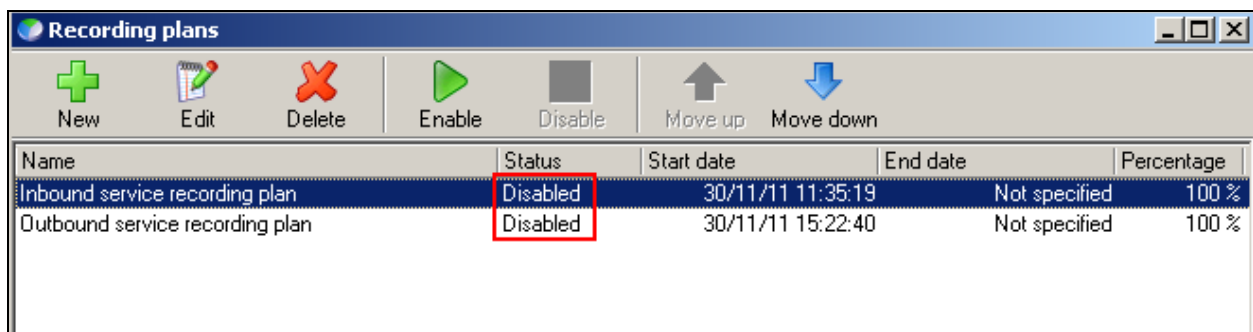 Recording plans
New Edit Delete Enable Disable Move up Move down
Name Status Start date End date Percentage
Inbound service recording plan Disabled 30/11/11 11:35:19 Not specified 100 %
Outbound service recording plan Disabled 30/11/11 15:22:40 Not specified 100 %